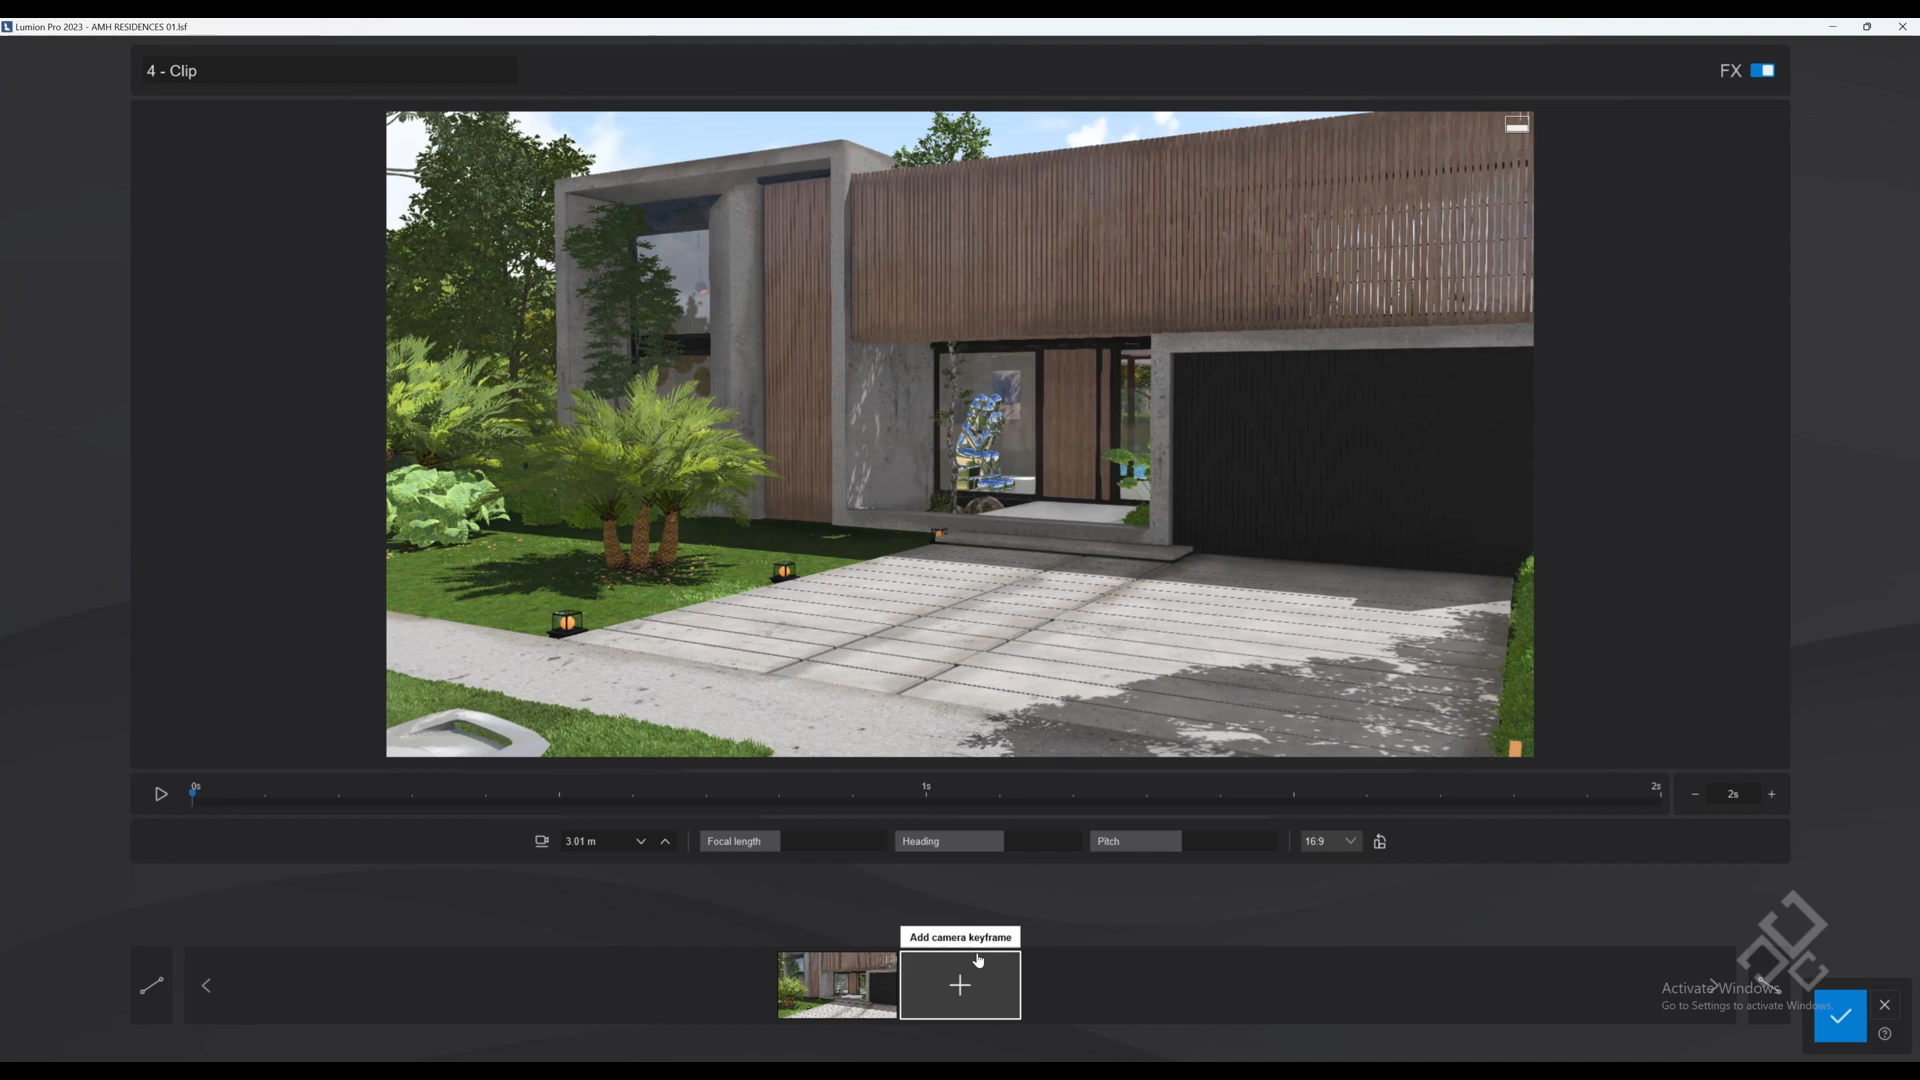 Lumion Pro 2023 - AMH RESIDENCES 01.lsf
4 - Clip
FX
0s
1s
2s
2s
3.01 m
Focal length
Heading
Pitch
16:9
Add camera keyframe
Activate Windows
Go to Settings to activate Windows.